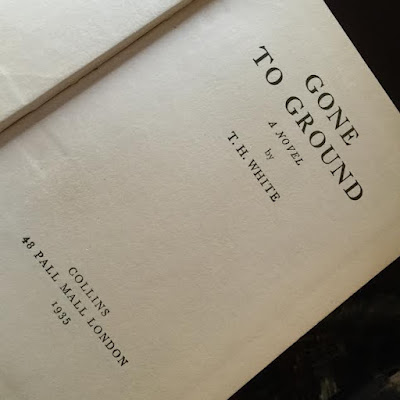 GONE
TO GROUND
A NOVEL
by
T. H. WHITE
COLLINS
48 PALL MALL LONDON
1935